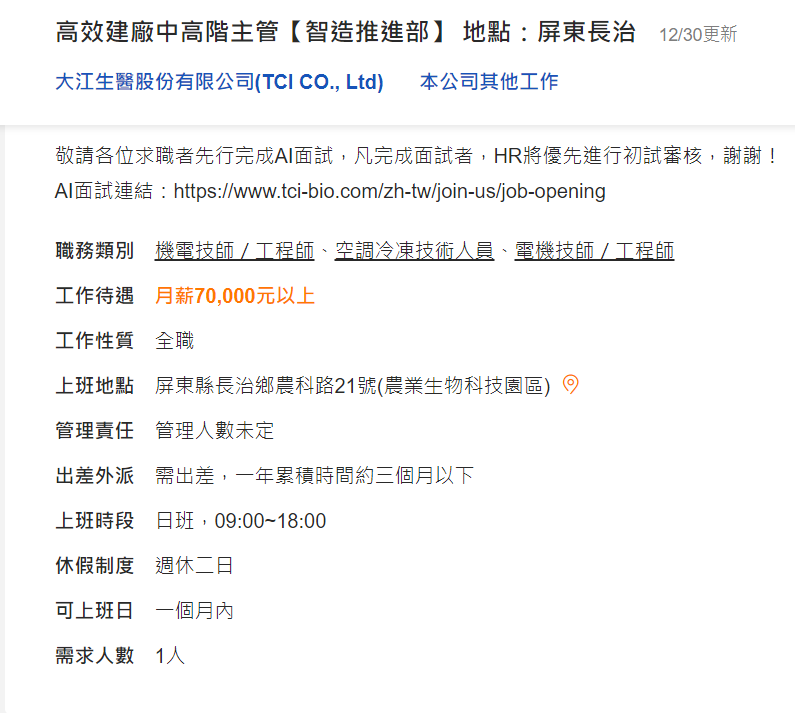 高效建廠中高階主管【智造推進部】 地點：屏東長治 12/30更新
大江生醫股份有限公司(TCI CO., Ltd) 本公司其他工作
敬請各位求職者先行完成AI面試，凡完成面試者，HR將優先進行初試審核，謝謝！
AI面試連結：https://www.tci-bio.com/zh-tw/join-us/job-opening
職務類別 機電技師／工程師、空調冷凍技術人員、電機技師／工程師
工作待遇 月薪70,000元以上
工作性質 全職
上班地點 屏東縣長治鄉農科路21號(農業生物科技園區)
管理責任 管理人數未定
出差外派 需出差，一年累積時間約三個月以下
上班時段 日班，09:00~18:00
休假制度 週休二日
可上班日 一個月內
需求人數 1人